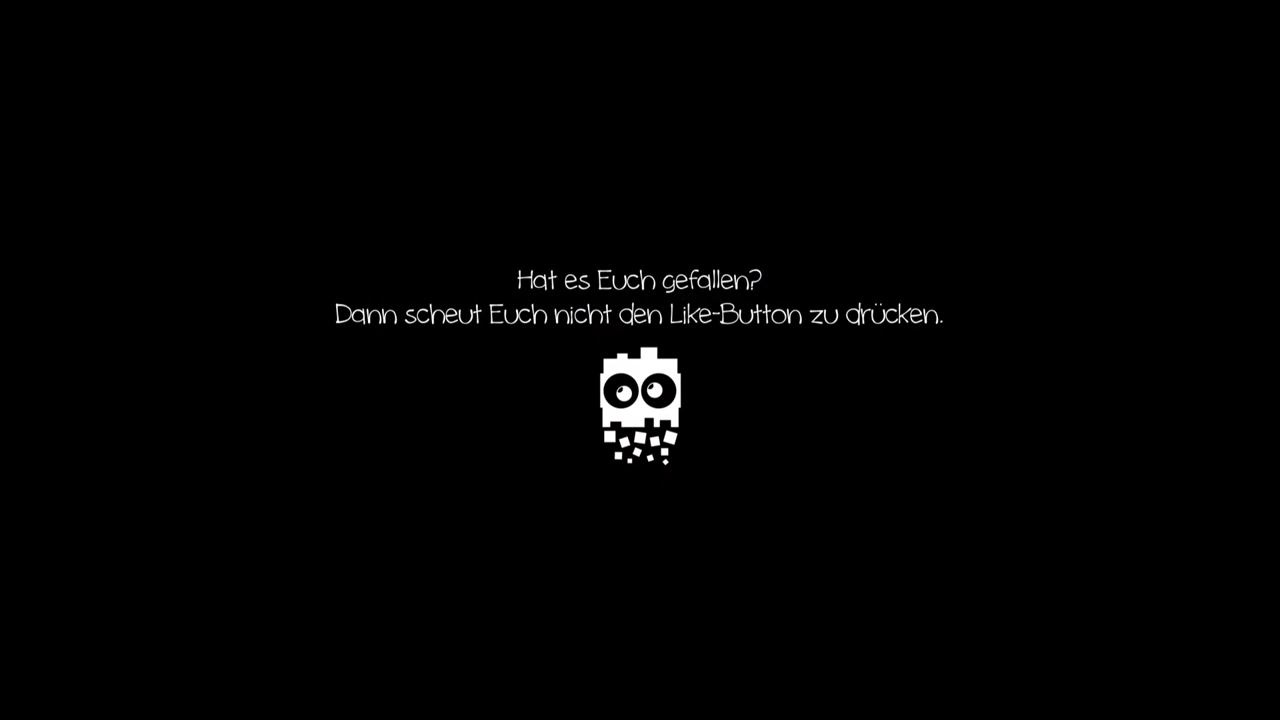 Hat es Euch gefallen?
Dann scheut Euch nicht den Like-Button zu drücken.